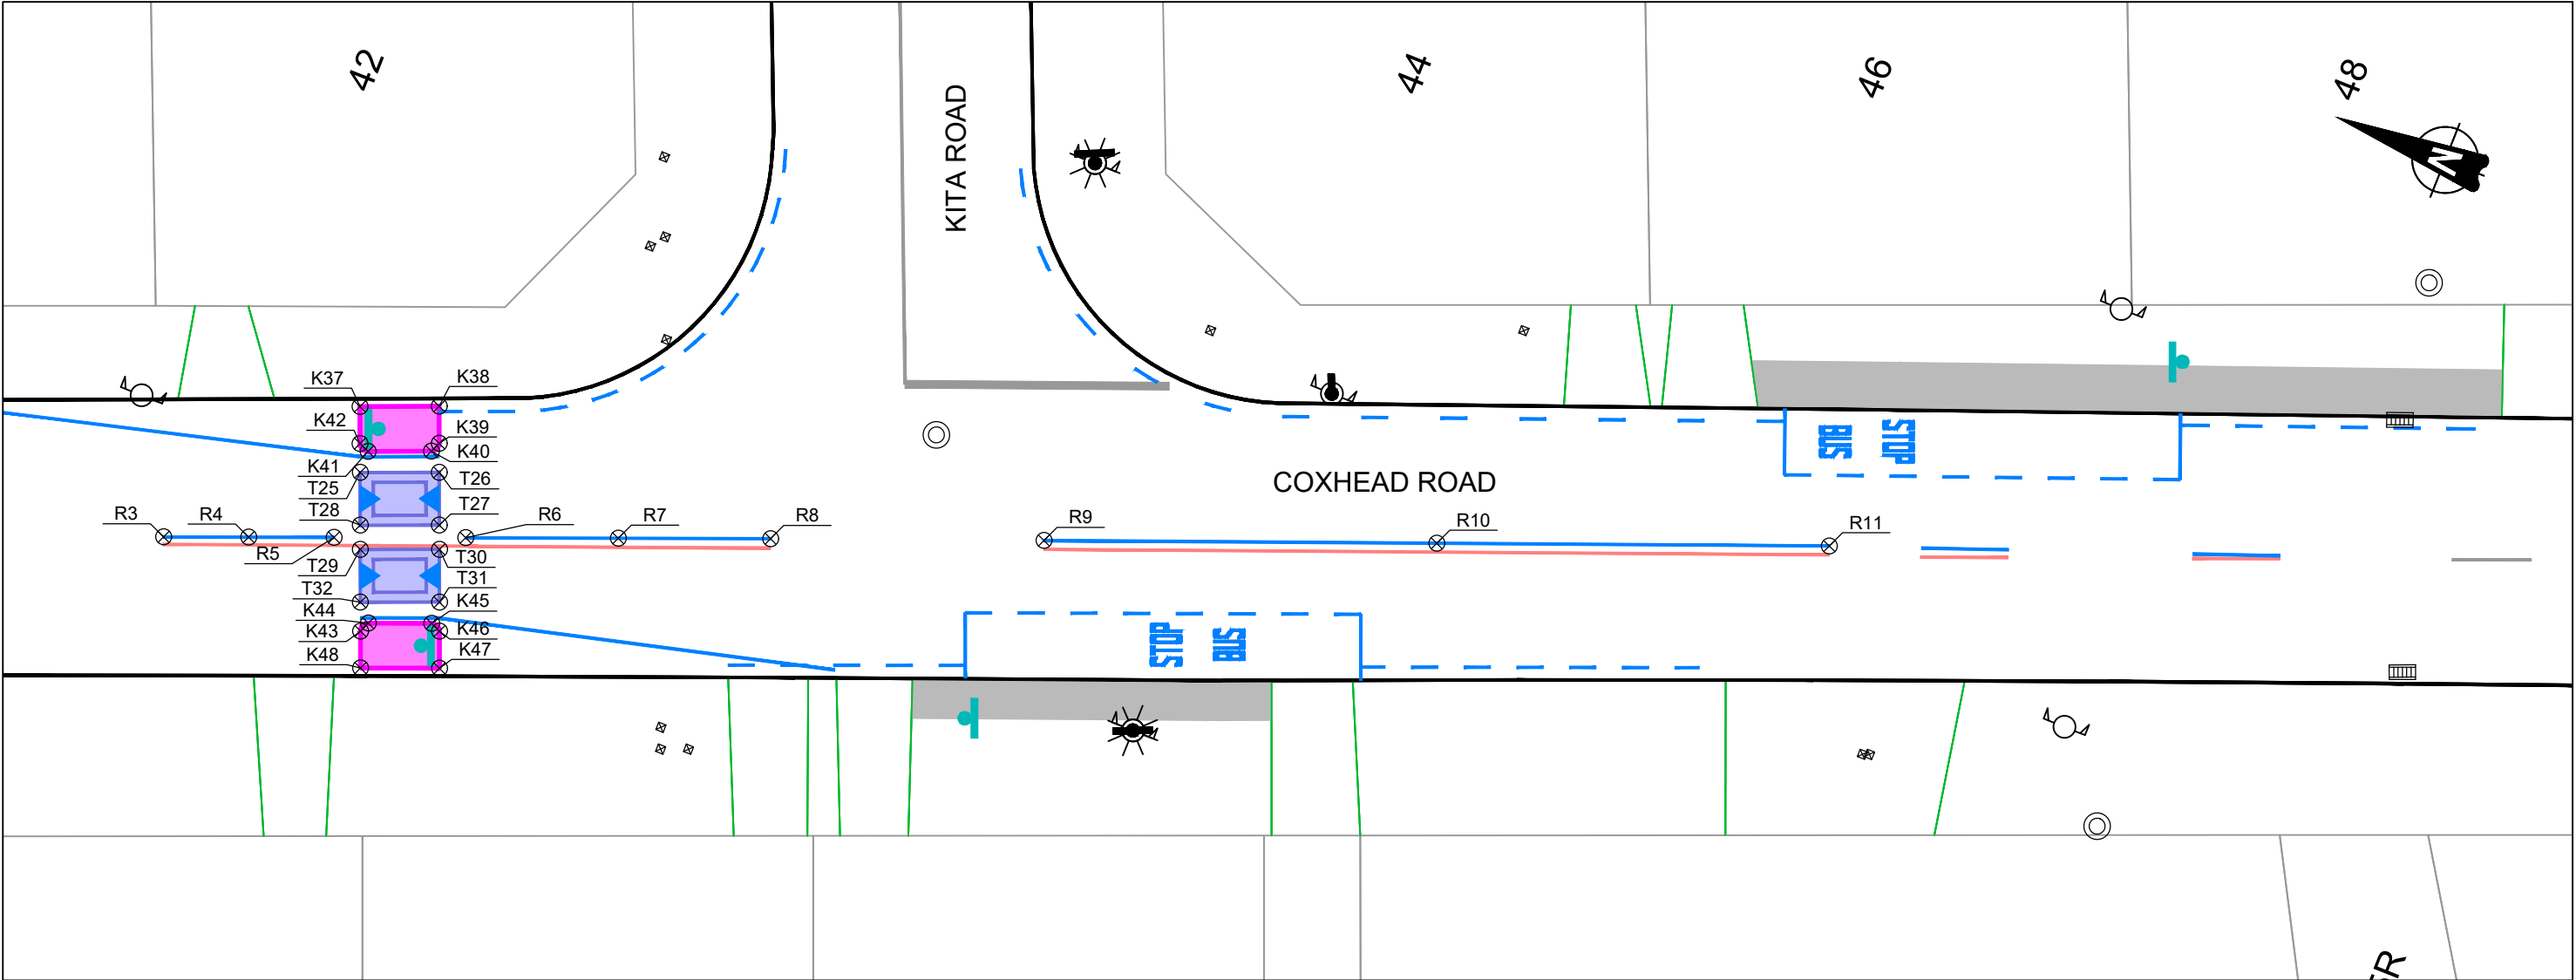 42
44
46
48
KITA ROAD
N
K37
K38
K42
K39
K40
K41
T25
T26
T28
T27
COXHEAD ROAD
BUS STOP
R3
R4
R5
R6
R7
R8
R9
R10
R11
T29
T30
T31
T32
K44
K45
K43
K46
K48
K47
STOP BUS
ER